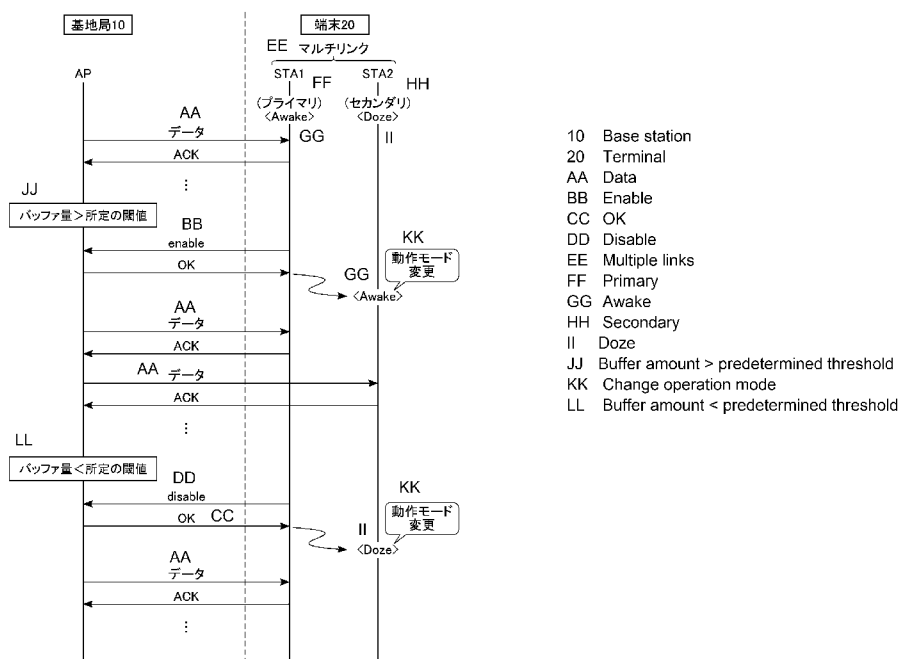 基地局10
端末20
EE マルチリンク
AP
STA1 FF
STA2 HH
(プライマリ)
(セカンダリ)
<Awake>
<Doze>
AA
データ
GG
II
ACK
⋮
JJ
バッファ量＞所定の閾値
BB
enable
OK
KK
動作モード
変更
GG
<Awake>
AA
データ
ACK
AA データ
ACK
⋮
LL
バッファ量＜所定の閾値
DD
disable
OK CC
KK
動作モード
変更
II
<Doze>
AA
データ
ACK
⋮
10 Base station
20 Terminal
AA Data
BB Enable
CC OK
DD Disable
EE Multiple links
FF Primary
GG Awake
HH Secondary
II Doze
JJ Buffer amount > predetermined threshold
KK Change operation mode
LL Buffer amount < predetermined threshold